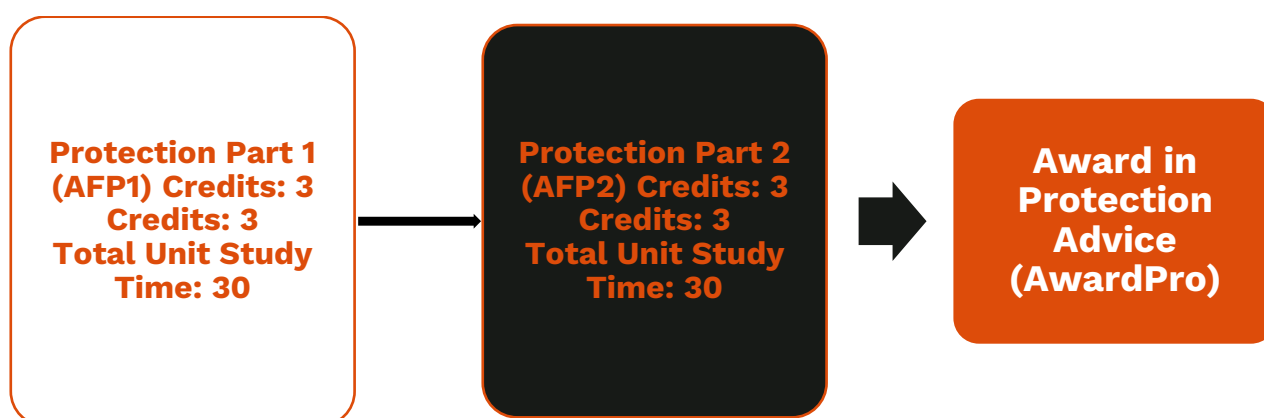 Protection Part 1
(AFP1) Credits: 3
Credits: 3
Total Unit Study
Time: 30
Protection Part 2
(AFP2) Credits: 3
Credits: 3
Total Unit Study
Time: 30
Award in
Protection
Advice
(AwardPro)